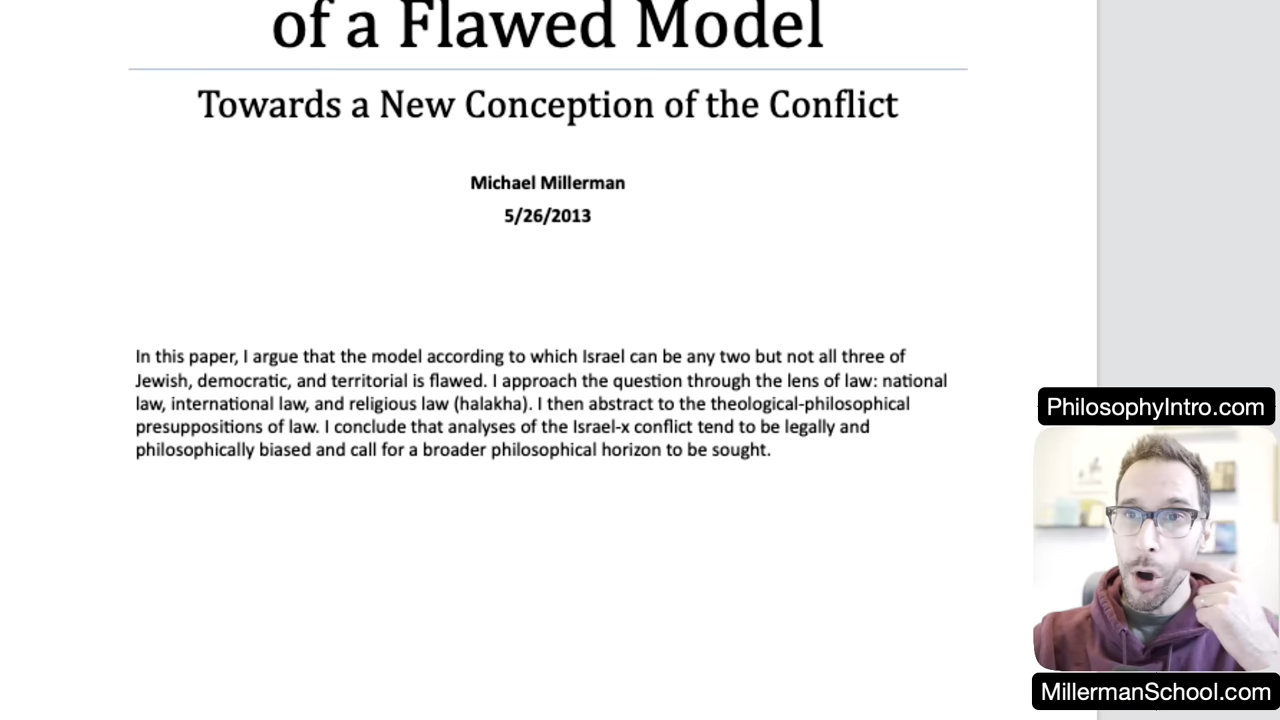 of a Flawed Model
Towards a New Conception of the Conflict
Michael Millerman
5/26/2013
In this paper, I argue that the model according to which Israel can be any two but not all three of
Jewish, democratic, and territorial is flawed. I approach the question through the lens of law: national
law, international law, and religious law (halakha). I then abstract to the theological-philosophical
presuppositions of law. I conclude that analyses of the Israel-x conflict tend to be legally and
philosophically biased and call for a broader philosophical horizon to be sought.
PhilosophyIntro.com
MillermanSchool.com